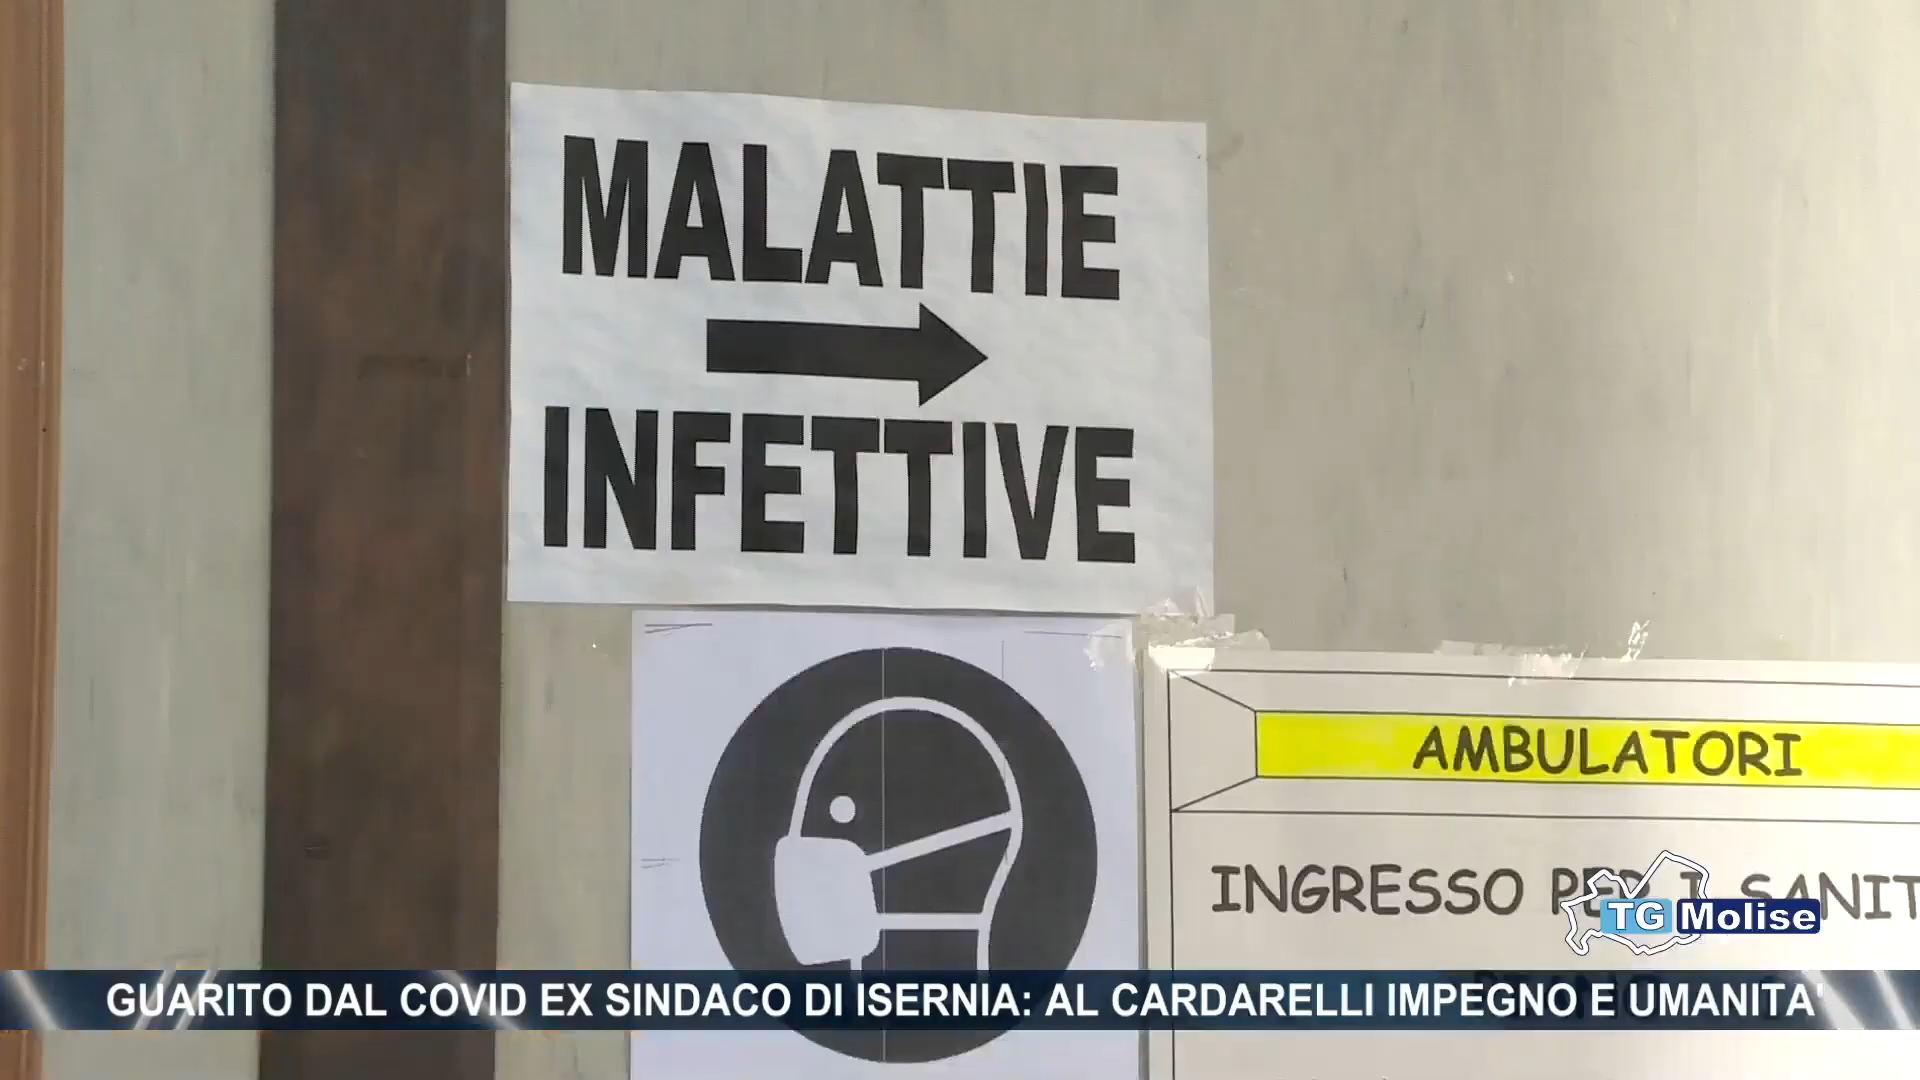 MALATTIE
INFETTIVE
AMBULATORI
INGRESSO PER I SANIT
TG Molise
GUARITO DAL COVID EX SINDACO DI ISERNIA: AL CARDARELLI IMPEGNO E UMANITA'